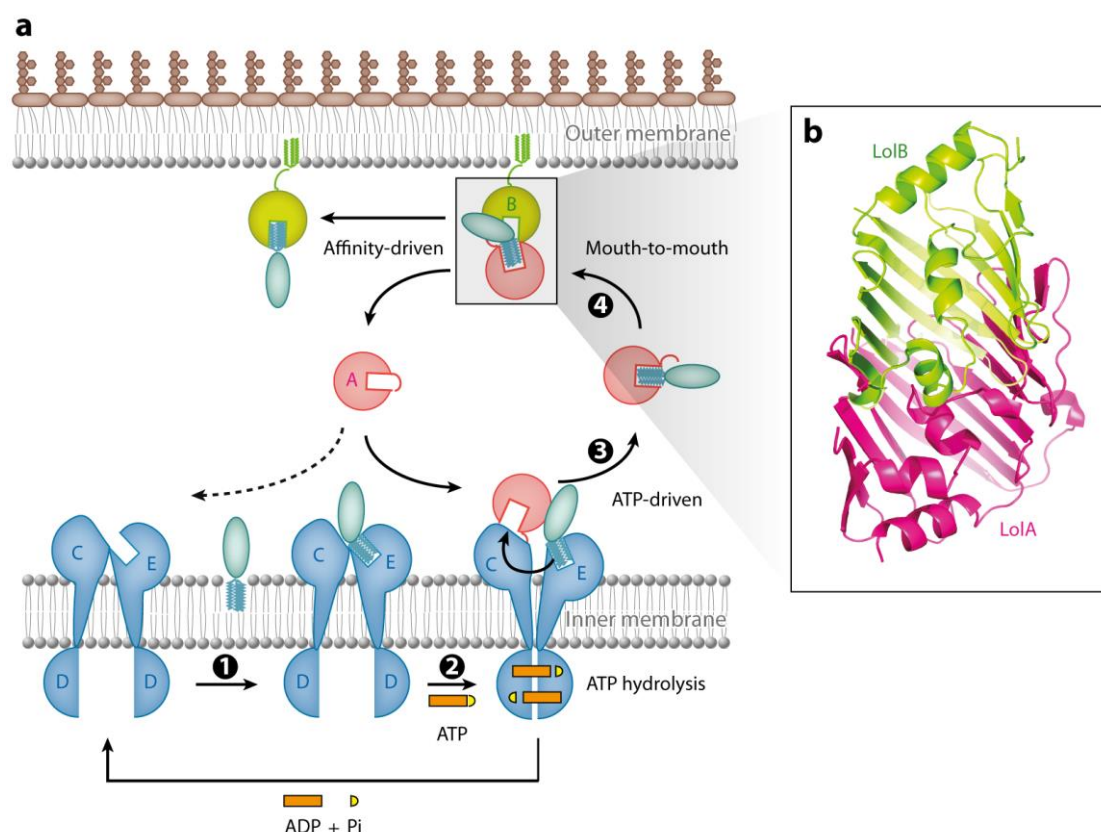 a
Outer membrane
b
LolB
B
Affinity-driven
Mouth-to-mouth
4
A
3
ATP-driven
LolA
C
E
C
E
C
E
Inner membrane
D
D
1
D
D
2
ATP hydrolysis
ATP
ADP + Pi